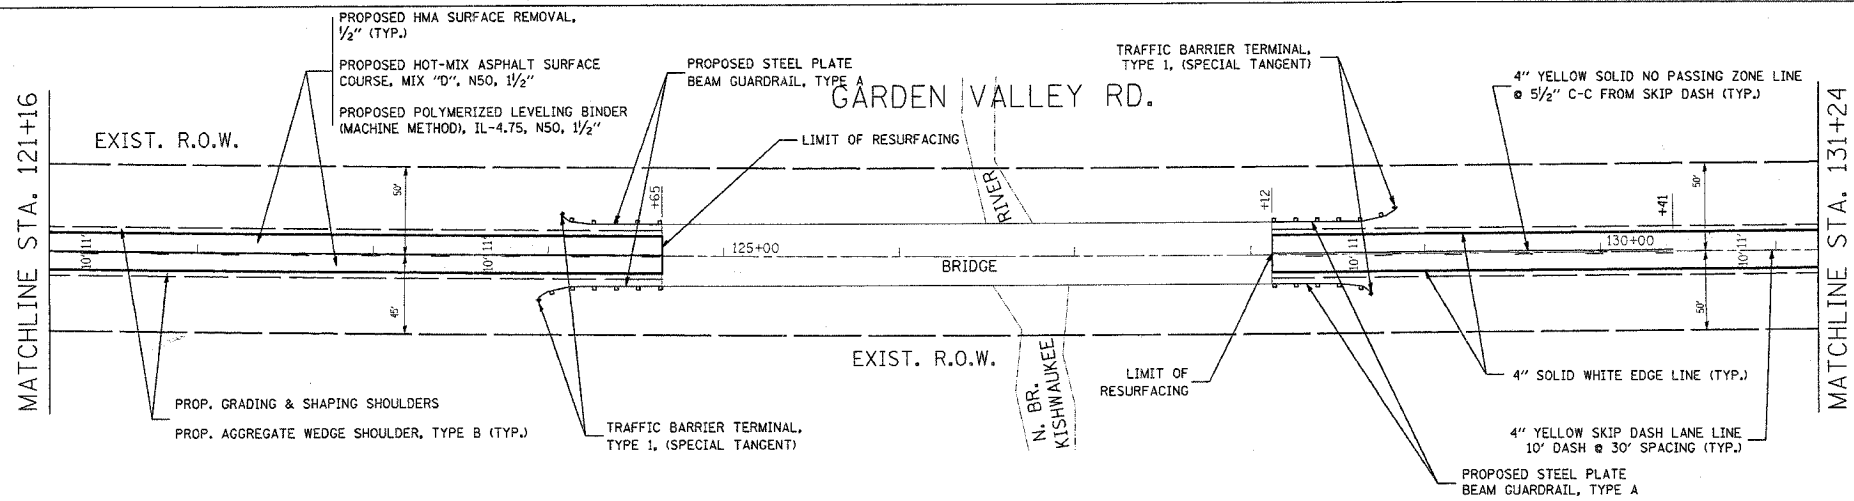 PROPOSED HMA SURFACE REMOVAL,
1/2" (TYP.)
PROPOSED HOT-MIX ASPHALT SURFACE
COURSE, MIX "D", N50, 1 1/2"
PROPOSED POLYMERIZED LEVELING BINDER
(MACHINE METHOD), IL-4.75, N50, 1 1/2"
PROPOSED STEEL PLATE
BEAM GUARDRAIL, TYPE A
GARDEN VALLEY RD.
TRAFFIC BARRIER TERMINAL,
TYPE 1, (SPECIAL TANGENT)
4" YELLOW SOLID NO PASSING ZONE LINE
@ 5 1/2" C-C FROM SKIP DASH (TYP.)
MATCHLINE STA. 121+16
EXIST. R.O.W.
LIMIT OF RESURFACING
MATCHLINE STA. 131+24
50'
+65
RIVER
+12
+41
50'
10' 11'
10' 11'
125+00
BRIDGE
10' 11'
130+00
10' 11'
45'
50'
EXIST. R.O.W.
N. BR.
KISHWAUKEE
LIMIT OF
RESURFACING
4" SOLID WHITE EDGE LINE (TYP.)
PROP. GRADING & SHAPING SHOULDERS
PROP. AGGREGATE WEDGE SHOULDER, TYPE B (TYP.)
TRAFFIC BARRIER TERMINAL,
TYPE 1, (SPECIAL TANGENT)
4" YELLOW SKIP DASH LANE LINE
10' DASH @ 30' SPACING (TYP.)
PROPOSED STEEL PLATE
BEAM GUARDRAIL, TYPE A